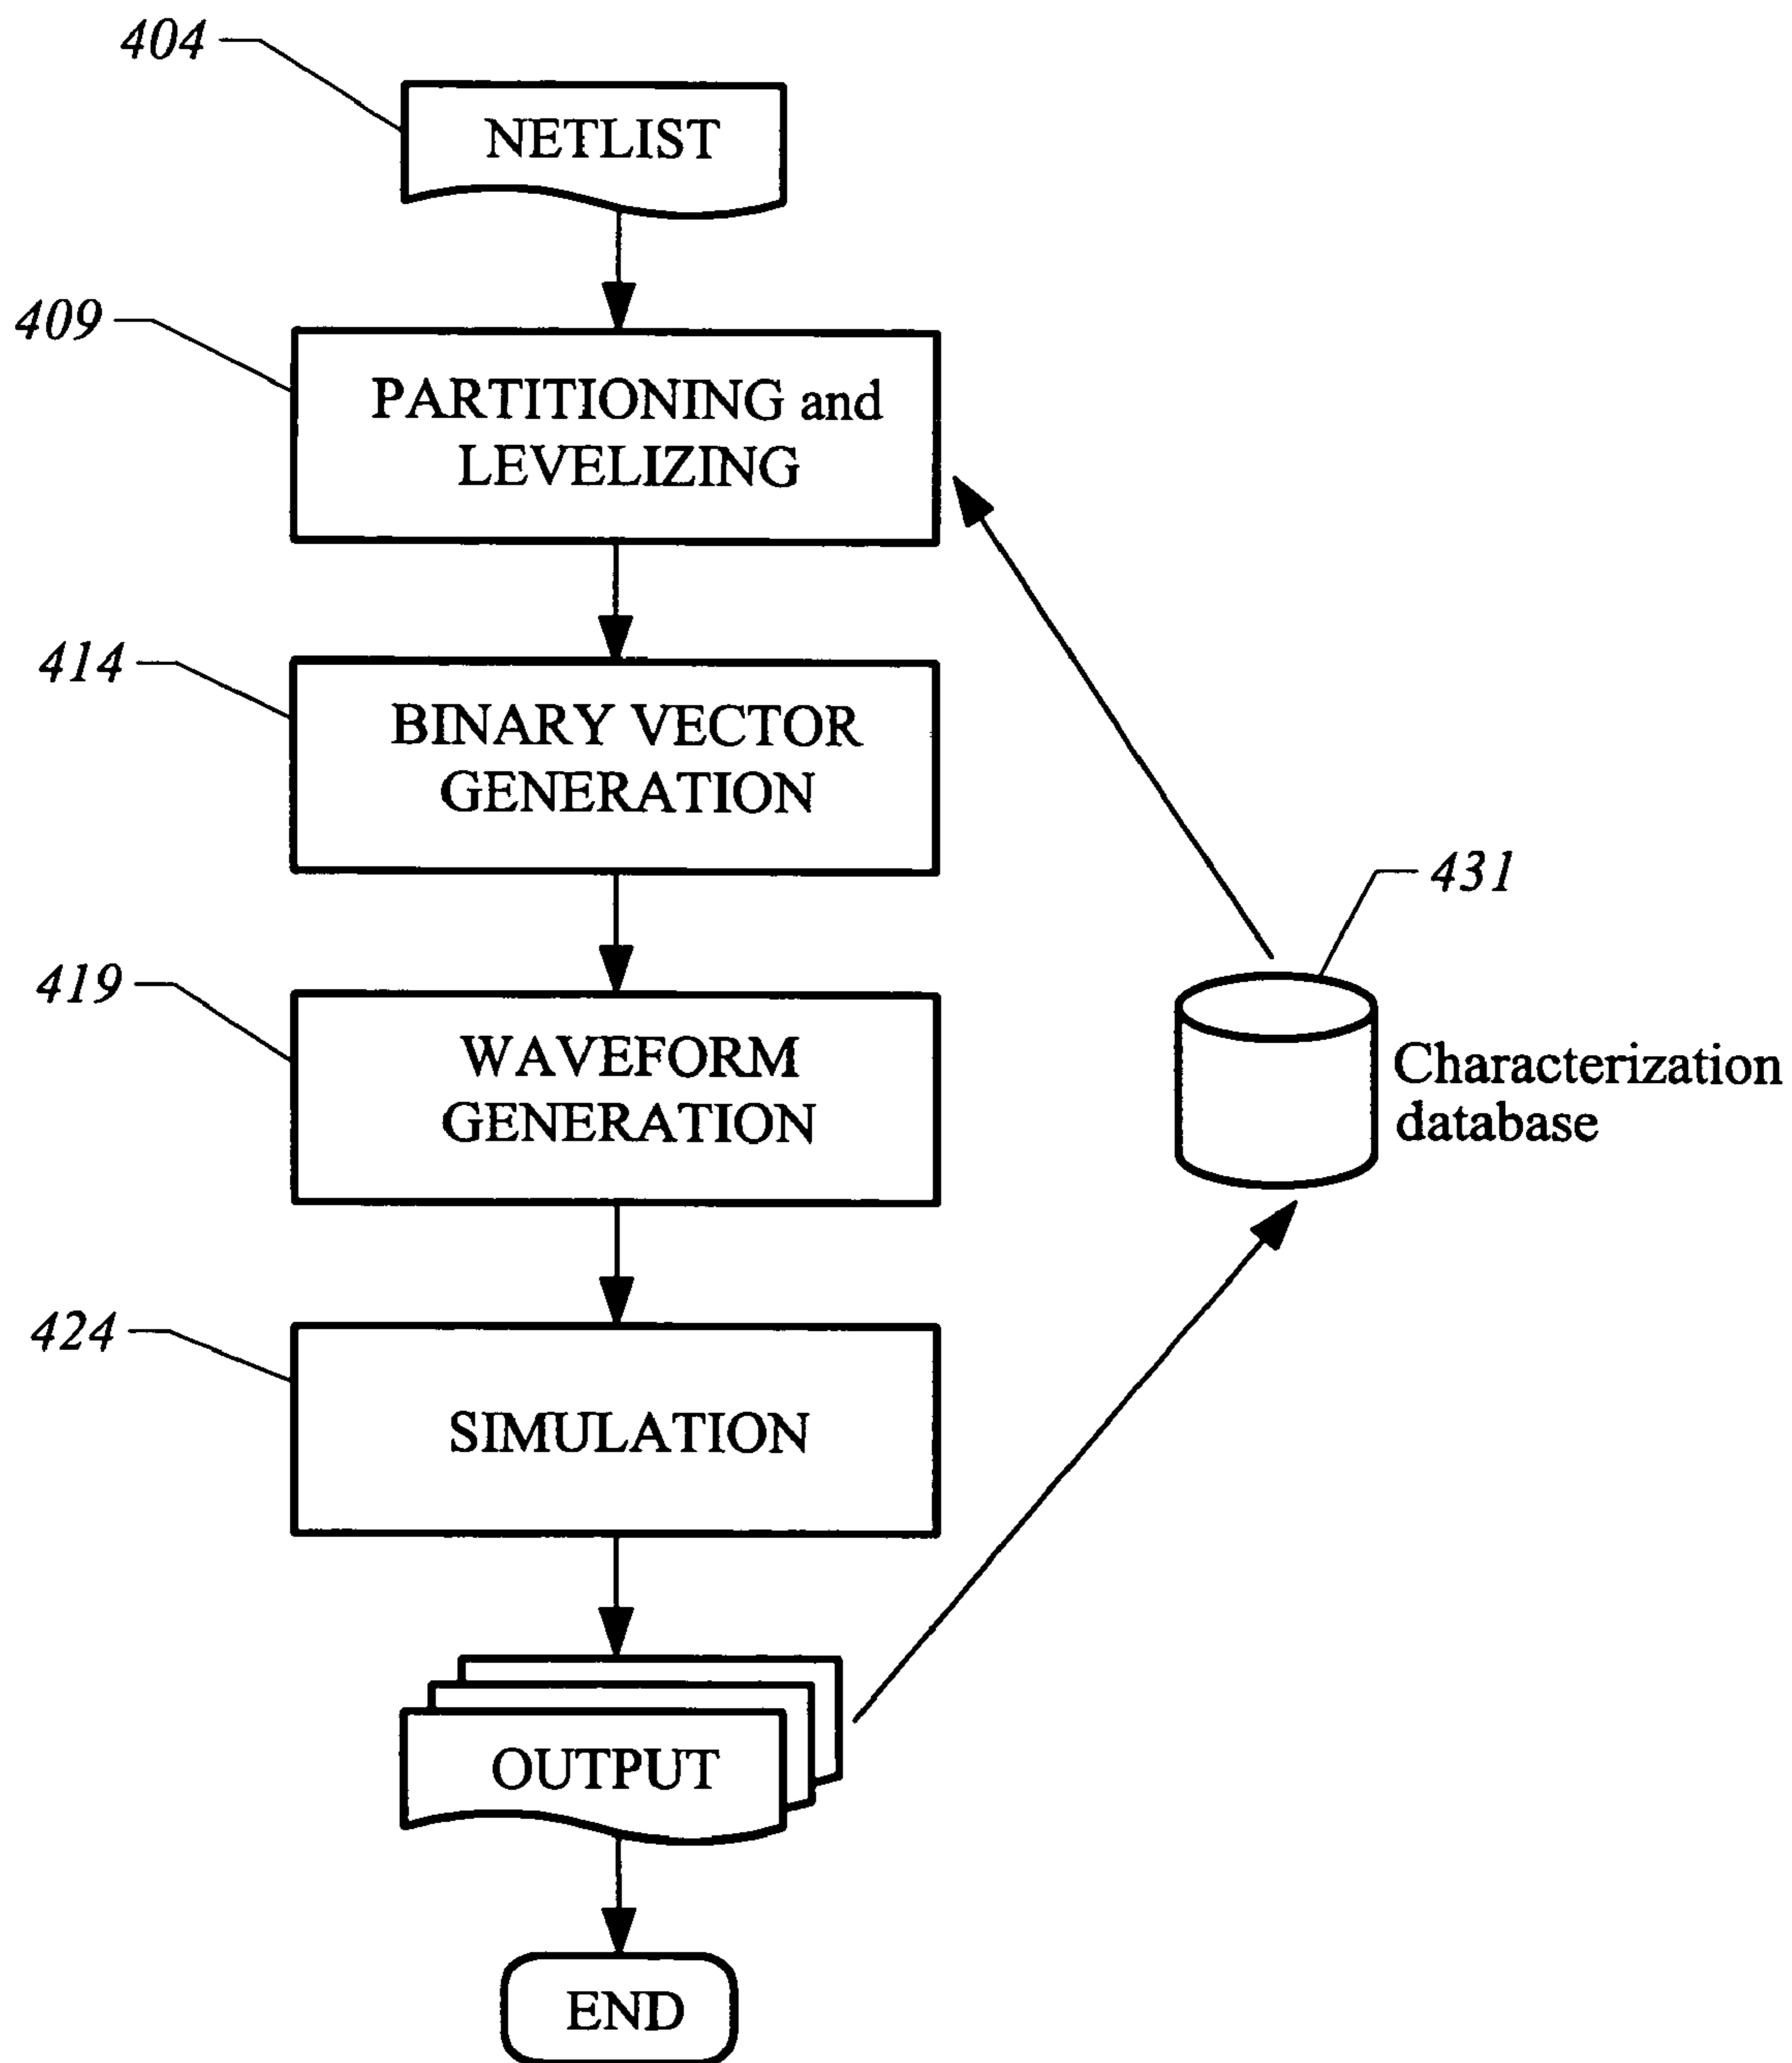 404
NETLIST
409
PARTITIONING and
LEVELIZING
414
BINARY VECTOR
GENERATION
431
419
WAVEFORM
GENERATION
Characterization
database
424
SIMULATION
OUTPUT
END